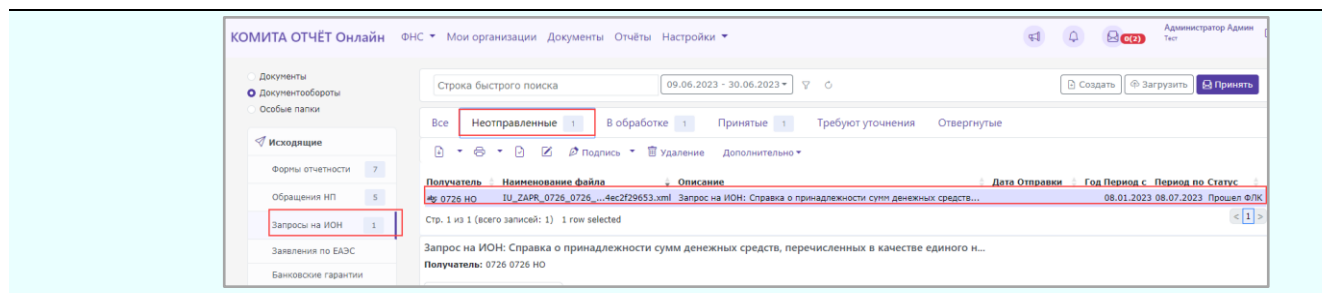 КОМИТА ОТЧЁТ Онлайн ФНС Мои организации Документы Отчёты Настройки 0(2) Администратор Админ
Тест
Документы
Документообороты
Особые папки
Строка быстрого поиска 09.06.2023 - 30.06.2023 Создать Загрузить Принять
Все Неотправленные 1 В обработке 1 Принятые 1 Требуют уточнения Отвергнутые
Исходящие
Формы отчетности 7
Обращения НП 5
Запросы на ИОН 1
Заявления по ЕАЭС
Банковские гарантии
Подпись Удаление Дополнительно
Получатель Наименование файла Описание Дата Отправки Год Период с Период по Статус
0726 НО IU_ZAPR_0726_0726_...4ec2f29653.xml Запрос на ИОН: Справка о принадлежности сумм денежных средств... 08.01.2023 08.07.2023 Прошел ФЛК
Стр. 1 из 1 (всего записей: 1) 1 row selected < 1 >
Запрос на ИОН: Справка о принадлежности сумм денежных средств, перечисленных в качестве единого н...
Получатель: 0726 0726 НО